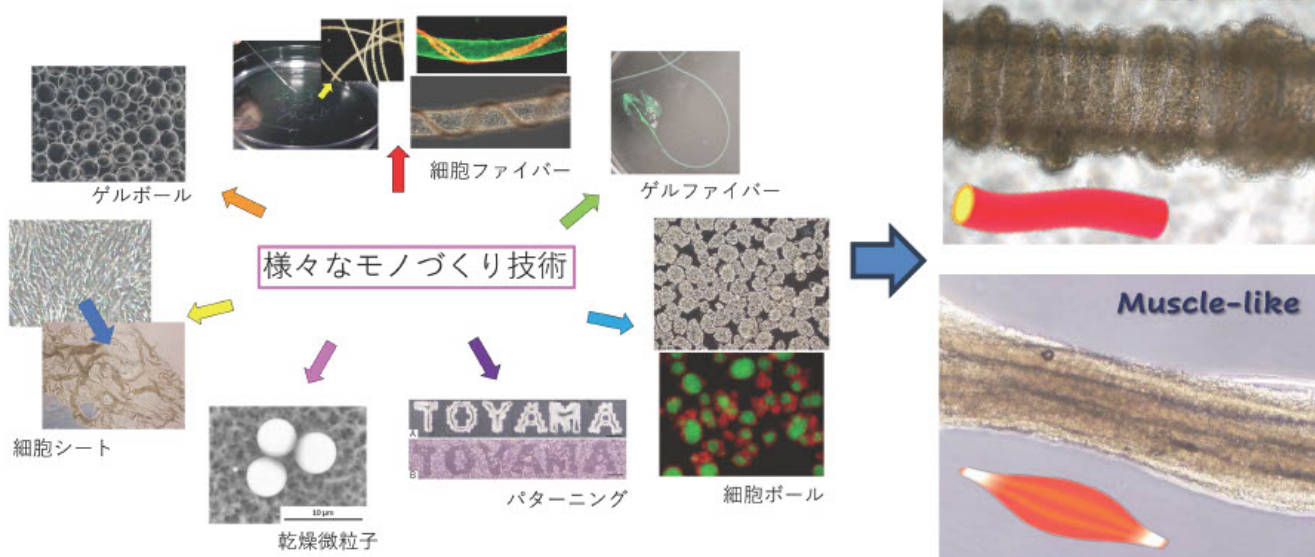 細胞ファイバー
ゲルボール
ゲルファイバー
様々なモノづくり技術
Muscle-like
細胞シート
TOYAMA
A
TOYAMA
B
10 μm
パターニング
細胞ボール
乾燥微粒子